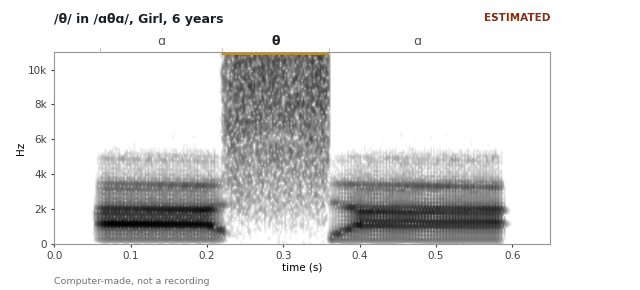 /θ/ in /ɑθɑ/, Girl, 6 years
ESTIMATED
ɑ θ ɑ
10k
8k
6k
4k
2k
0
Hz
0.0 0.1 0.2 0.3 0.4 0.5 0.6
time (s)
Computer-made, not a recording